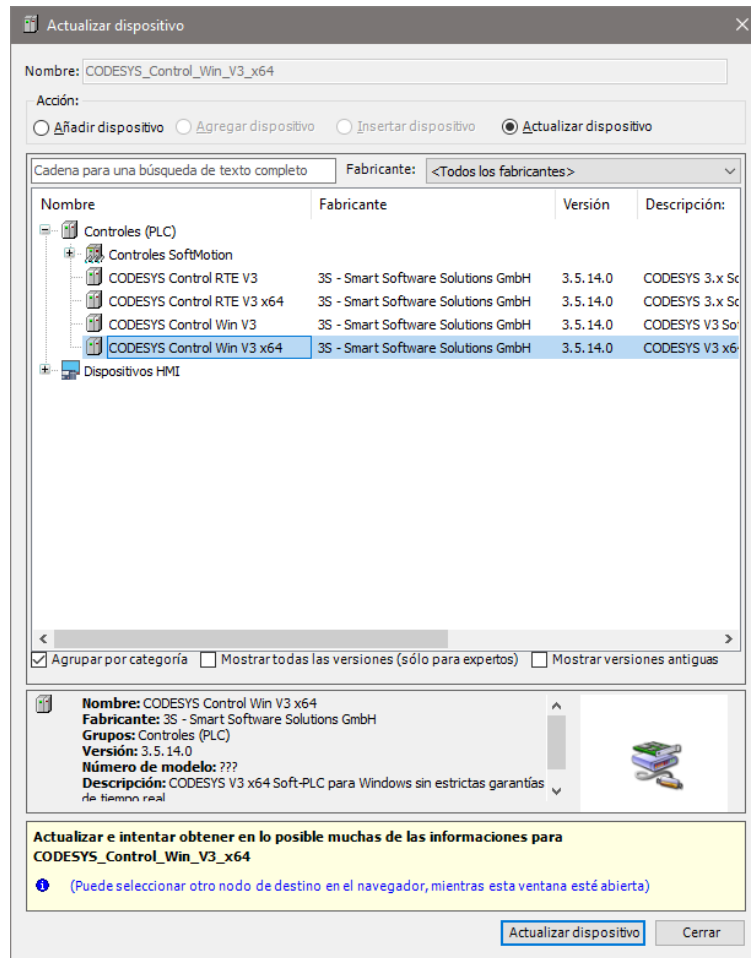 Actualizar dispositivo
Nombre: CODESYS_Control_Win_V3_x64
Acción:
Añadir dispositivo Agregar dispositivo Insertar dispositivo Actualizar dispositivo
Cadena para una búsqueda de texto completo Fabricante: <Todos los fabricantes>
Nombre Fabricante Versión Descripción:
Controles (PLC)
Controles SoftMotion
CODESYS Control RTE V3 3S - Smart Software Solutions GmbH 3.5.14.0 CODESYS 3.x Sc
CODESYS Control RTE V3 x64 3S - Smart Software Solutions GmbH 3.5.14.0 CODESYS 3.x Sc
CODESYS Control Win V3 3S - Smart Software Solutions GmbH 3.5.14.0 CODESYS V3 So
CODESYS Control Win V3 x64 3S - Smart Software Solutions GmbH 3.5.14.0 CODESYS V3 x6
Dispositivos HMI
Agrupar por categoría Mostrar todas las versiones (sólo para expertos) Mostrar versiones antiguas
Nombre: CODESYS Control Win V3 x64
Fabricante: 3S - Smart Software Solutions GmbH
Grupos: Controles (PLC)
Versión: 3.5.14.0
Número de modelo: ???
Descripción: CODESYS V3 x64 Soft-PLC para Windows sin estrictas garantías
de tiempo real
Actualizar e intentar obtener en lo posible muchas de las informaciones para
CODESYS_Control_Win_V3_x64
(Puede seleccionar otro nodo de destino en el navegador, mientras esta ventana esté abierta)
Actualizar dispositivo Cerrar